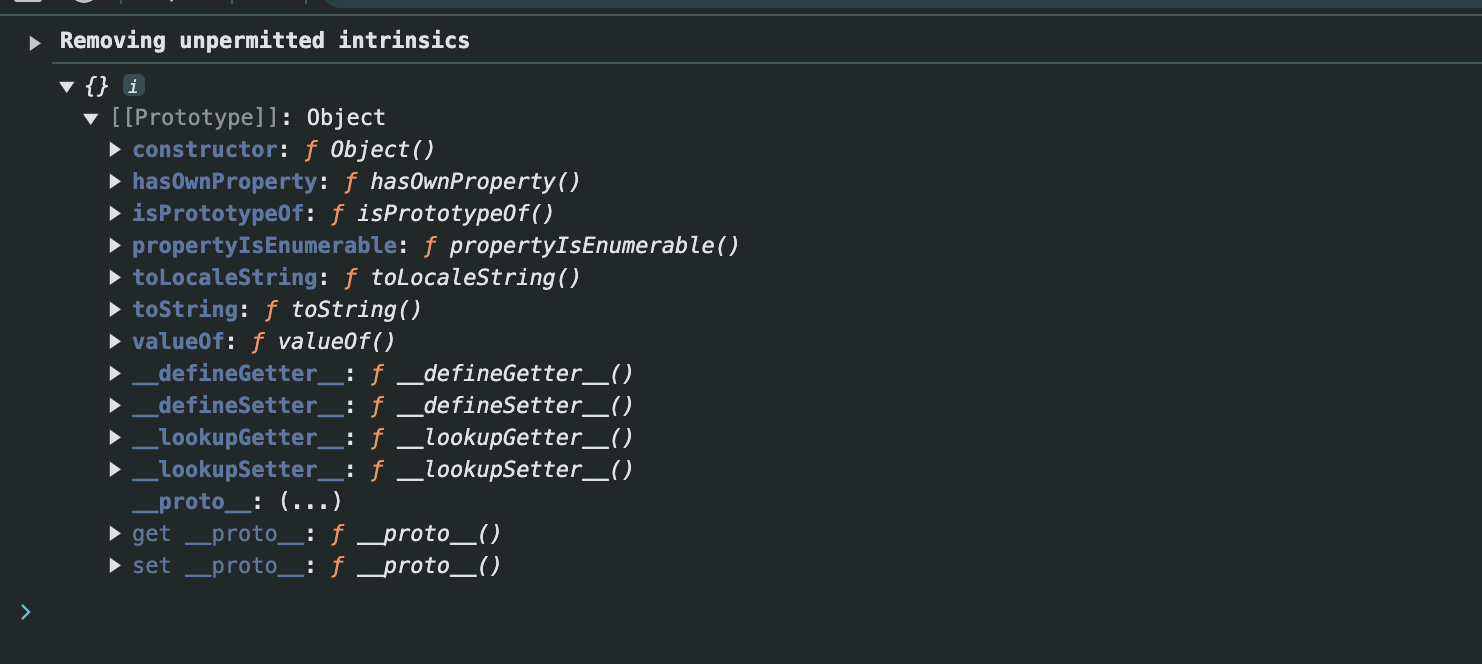 Removing unpermitted intrinsics
{} i
[[Prototype]]: Object
constructor: ƒ Object()
hasOwnProperty: ƒ hasOwnProperty()
isPrototypeOf: ƒ isPrototypeOf()
propertyIsEnumerable: ƒ propertyIsEnumerable()
toLocaleString: ƒ toLocaleString()
toString: ƒ toString()
valueOf: ƒ valueOf()
__defineGetter__: ƒ __defineGetter__()
__defineSetter__: ƒ __defineSetter__()
__lookupGetter__: ƒ __lookupGetter__()
__lookupSetter__: ƒ __lookupSetter__()
__proto__: (...)
get __proto__: ƒ __proto__()
set __proto__: ƒ __proto__()